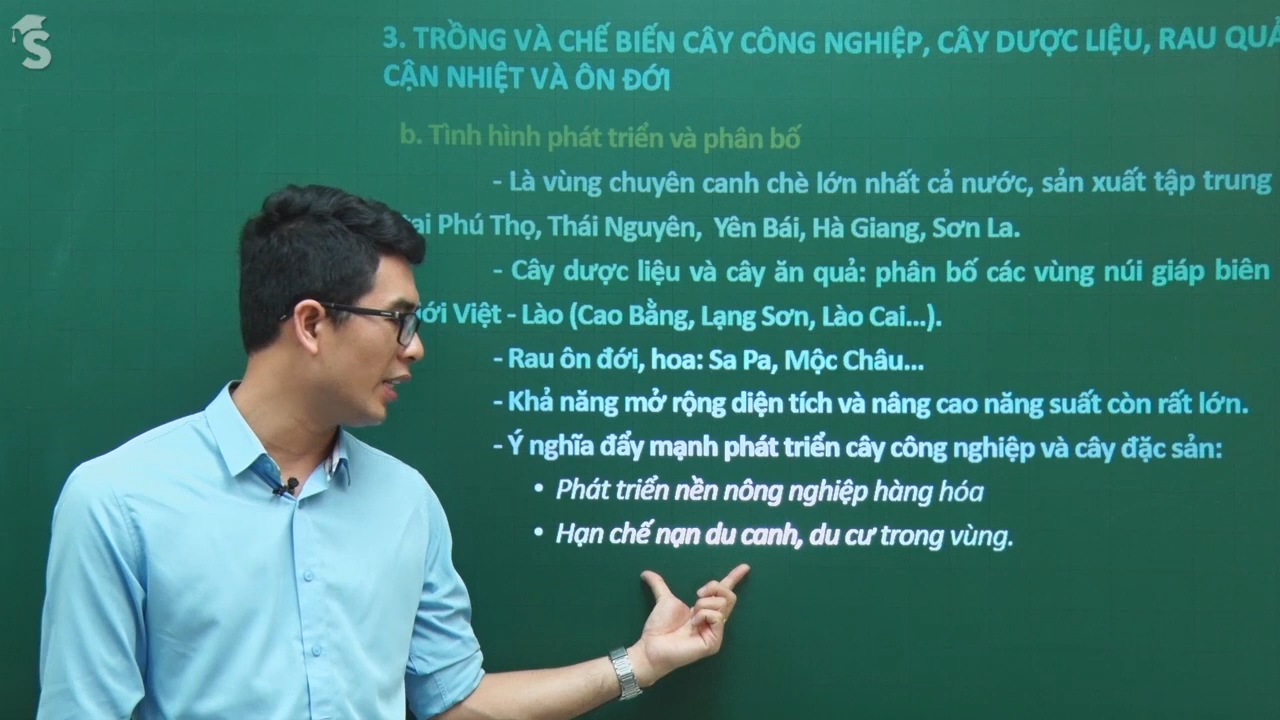 S
3. TRỒNG VÀ CHẾ BIẾN CÂY CÔNG NGHIỆP, CÂY DƯỢC LIỆU, RAU QUẢ
CẬN NHIỆT VÀ ÔN ĐỚI
b. Tình hình phát triển và phân bố
- Là vùng chuyên canh chè lớn nhất cả nước, sản xuất tập trung
Phú Thọ, Thái Nguyên, Yên Bái, Hà Giang, Sơn La.
- Cây dược liệu và cây ăn quả: phân bố các vùng núi giáp biên
Việt - Lào (Cao Bằng, Lạng Sơn, Lào Cai...).
- Rau ôn đới, hoa: Sa Pa, Mộc Châu...
- Khả năng mở rộng diện tích và nâng cao năng suất còn rất lớn.
- Ý nghĩa đẩy mạnh phát triển cây công nghiệp và cây đặc sản:
• Phát triển nền nông nghiệp hàng hóa
• Hạn chế nạn du canh, du cư trong vùng.